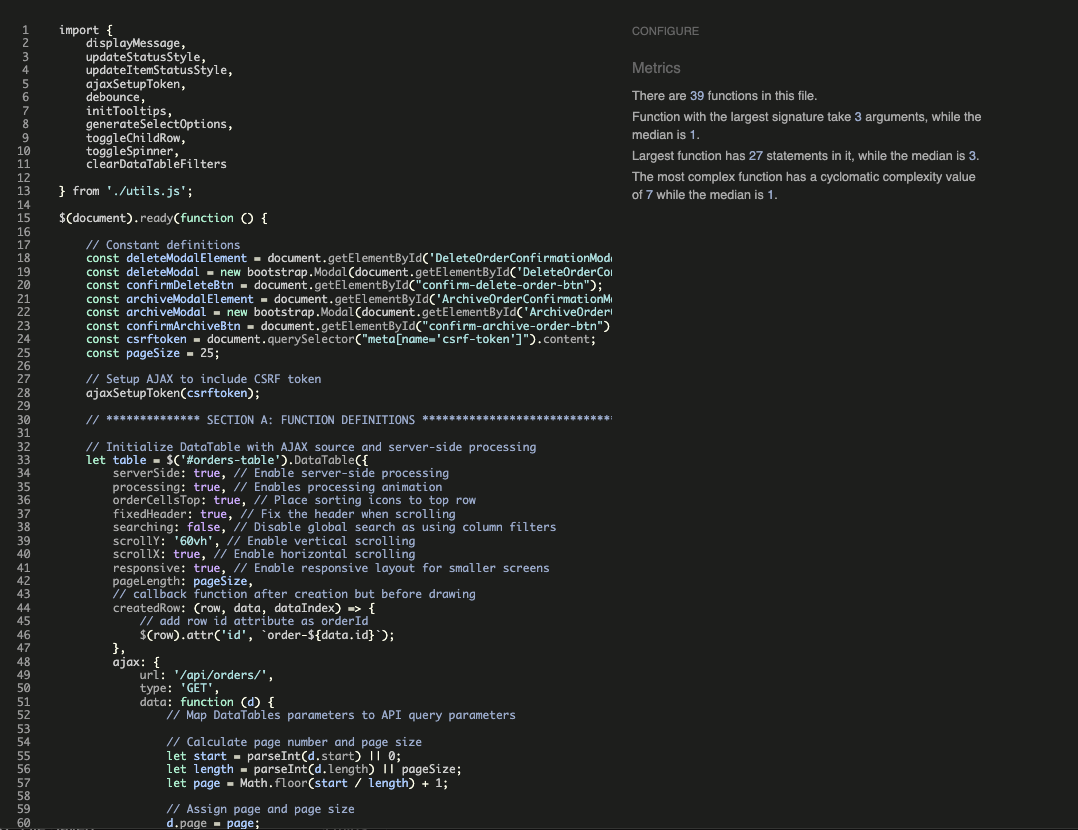 1 import {
2 displayMessage,
3 updateStatusStyle,
4 updateItemStatusStyle,
5 ajaxSetupToken,
6 debounce,
7 initTooltips,
8 generateSelectOptions,
9 toggleChildRow,
10 toggleSpinner,
11 clearDataTableFilters
12
13 } from './utils.js';
14
15 $(document).ready(function () {
16
17 // Constant definitions
18 const deleteModalElement = document.getElementById('DeleteOrderConfirmationMod
19 const deleteModal = new bootstrap.Modal(document.getElementById('DeleteOrderCo
20 const confirmDeleteBtn = document.getElementById("confirm-delete-order-btn");
21 const archiveModalElement = document.getElementById('ArchiveOrderConfirmationM
22 const archiveModal = new bootstrap.Modal(document.getElementById('ArchiveOrder
23 const confirmArchiveBtn = document.getElementById("confirm-archive-order-btn")
24 const csrftoken = document.querySelector("meta[name='csrf-token']").content;
25 const pageSize = 25;
26
27 // Setup AJAX to include CSRF token
28 ajaxSetupToken(csrftoken);
29
30 // ************** SECTION A: FUNCTION DEFINITIONS ****************************
31
32 // Initialize DataTable with AJAX source and server-side processing
33 let table = $('#orders-table').DataTable({
34 serverSide: true, // Enable server-side processing
35 processing: true, // Enables processing animation
36 orderCellsTop: true, // Place sorting icons to top row
37 fixedHeader: true, // Fix the header when scrolling
38 searching: false, // Disable global search as using column filters
39 scrollY: '60vh', // Enable vertical scrolling
40 scrollX: true, // Enable horizontal scrolling
41 responsive: true, // Enable responsive layout for smaller screens
42 pageLength: pageSize,
43 // callback function after creation but before drawing
44 createdRow: (row, data, dataIndex) => {
45 // add row id attribute as orderId
46 $(row).attr('id', `order-${data.id}`);
47 },
48 ajax: {
49 url: '/api/orders/',
50 type: 'GET',
51 data: function (d) {
52 // Map DataTables parameters to API query parameters
53
54 // Calculate page number and page size
55 let start = parseInt(d.start) || 0;
56 let length = parseInt(d.length) || pageSize;
57 let page = Math.floor(start / length) + 1;
58
59 // Assign page and page size
60 d.page = page;
CONFIGURE
Metrics
There are 39 functions in this file.
Function with the largest signature take 3 arguments, while the
median is 1.
Largest function has 27 statements in it, while the median is 3.
The most complex function has a cyclomatic complexity value
of 7 while the median is 1.